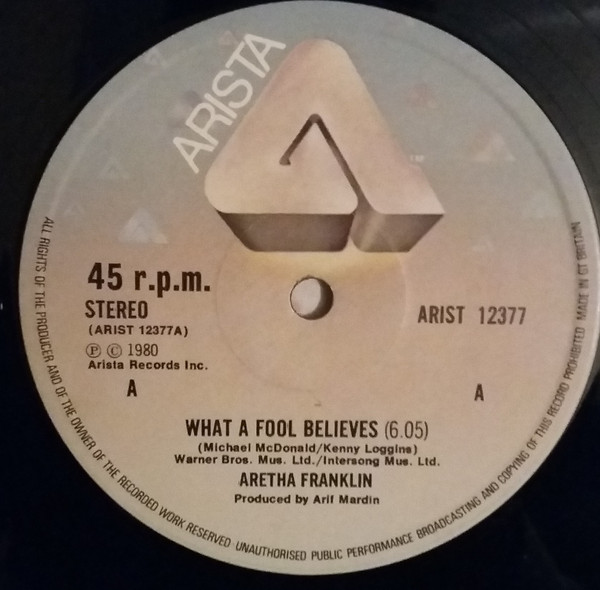 ARISTA
TM
45 r.p.m.
STEREO
(ARIST 12377A)
ARIST 12377
Ⓟ © 1980
Arista Records Inc.
A
A
WHAT A FOOL BELIEVES (6.05)
(Michael McDonald/Kenny Loggins)
Warner Bros. Mus. Ltd./Intersong Mus. Ltd.
ARETHA FRANKLIN
Produced by Arif Mardin
ALL RIGHTS OF THE PRODUCER AND OF THE OWNER OF THE RECORDED WORK RESERVED UNAUTHORISED PUBLIC PERFORMANCE BROADCASTING AND COPYING OF THIS RECORD PROHIBITED MADE IN GT BRITAIN